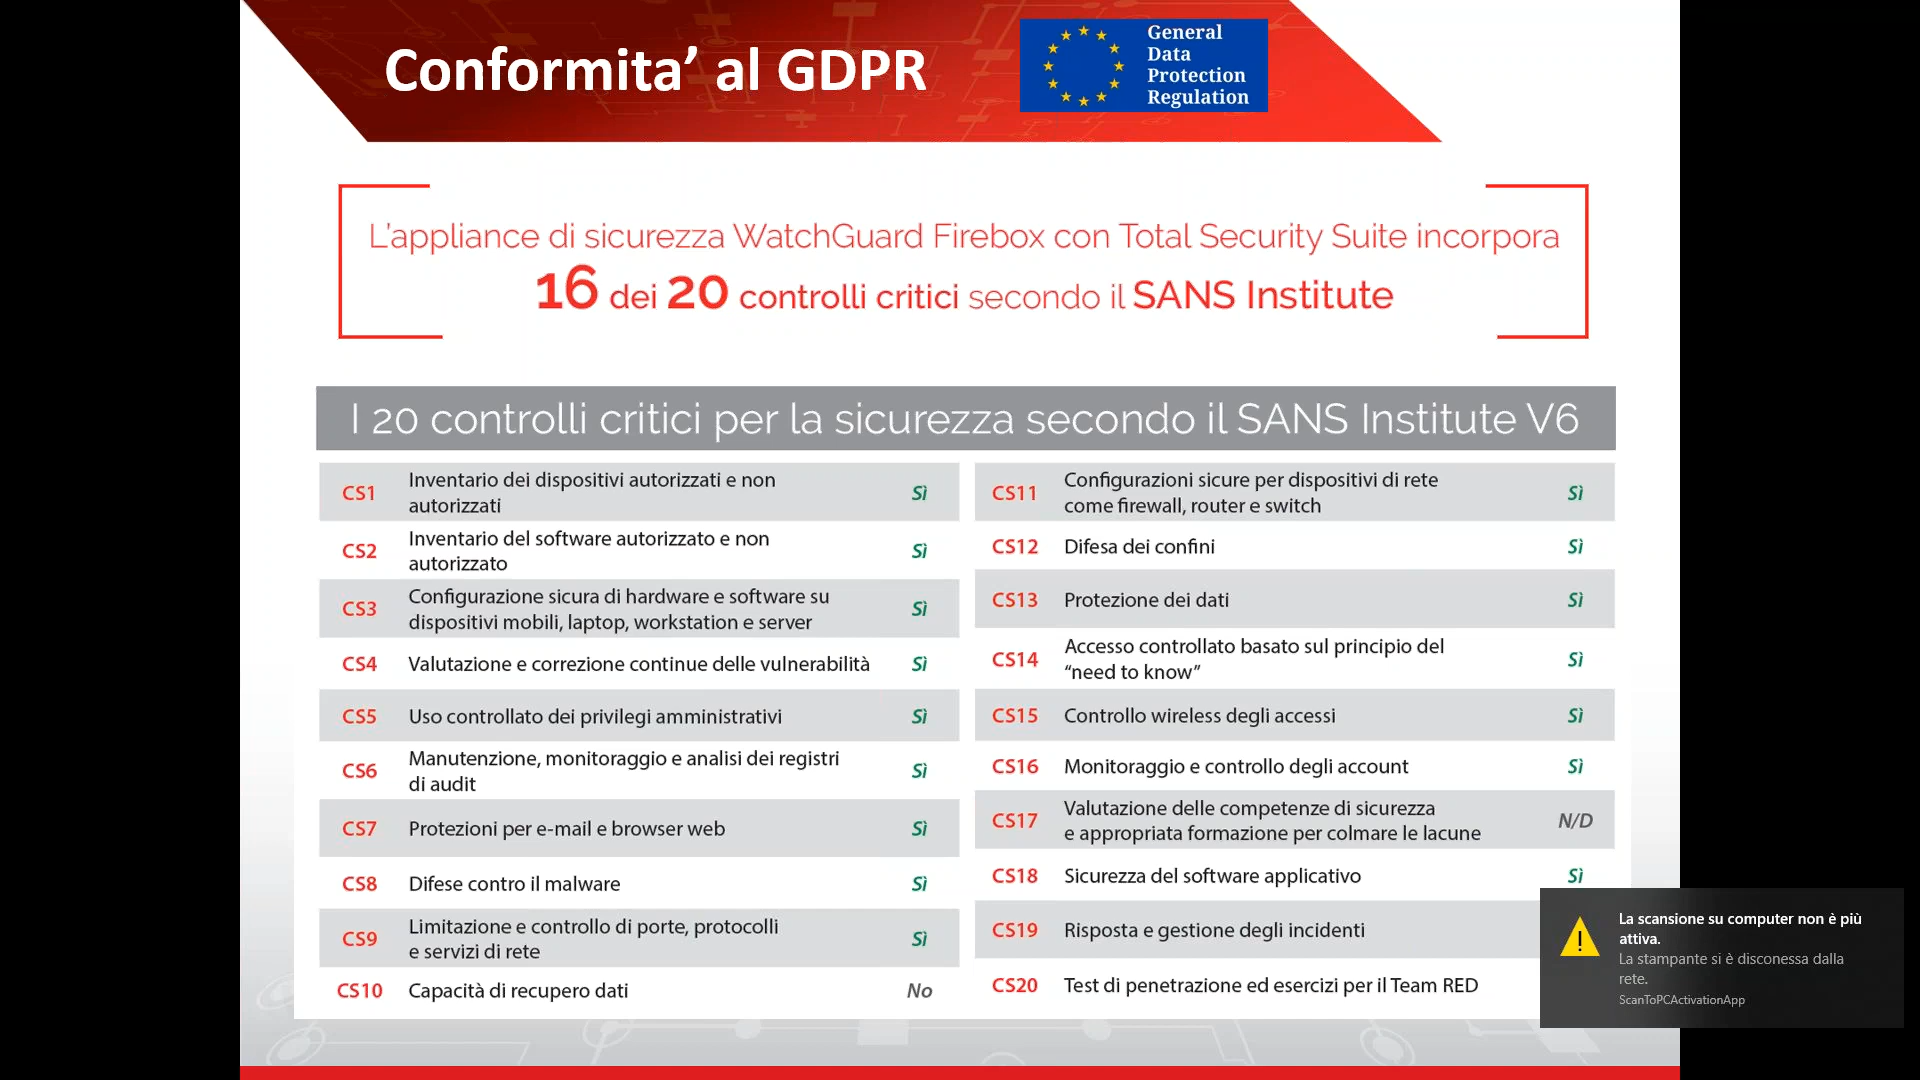 Conformita’ al GDPR
General
Data
Protection
Regulation
L'appliance di sicurezza WatchGuard Firebox con Total Security Suite incorpora
16 dei 20 controlli critici secondo il SANS Institute
I 20 controlli critici per la sicurezza secondo il SANS Institute V6
CS1 Inventario dei dispositivi autorizzati e non
autorizzati Sì
CS2 Inventario del software autorizzato e non
autorizzato Sì
CS3 Configurazione sicura di hardware e software su
dispositivi mobili, laptop, workstation e server Sì
CS4 Valutazione e correzione continue delle vulnerabilità Sì
CS5 Uso controllato dei privilegi amministrativi Sì
CS6 Manutenzione, monitoraggio e analisi dei registri
di audit Sì
CS7 Protezioni per e-mail e browser web Sì
CS8 Difese contro il malware Sì
CS9 Limitazione e controllo di porte, protocolli
e servizi di rete Sì
CS10 Capacità di recupero dati No
CS11 Configurazioni sicure per dispositivi di rete
come firewall, router e switch Sì
CS12 Difesa dei confini Sì
CS13 Protezione dei dati Sì
CS14 Accesso controllato basato sul principio del
“need to know” Sì
CS15 Controllo wireless degli accessi Sì
CS16 Monitoraggio e controllo degli account Sì
CS17 Valutazione delle competenze di sicurezza
e appropriata formazione per colmare le lacune N/D
CS18 Sicurezza del software applicativo Sì
CS19 Risposta e gestione degli incidenti
CS20 Test di penetrazione ed esercizi per il Team RED
La scansione su computer non è più
attiva.
La stampante si è disconessa dalla
rete.
ScanToPCActivationApp